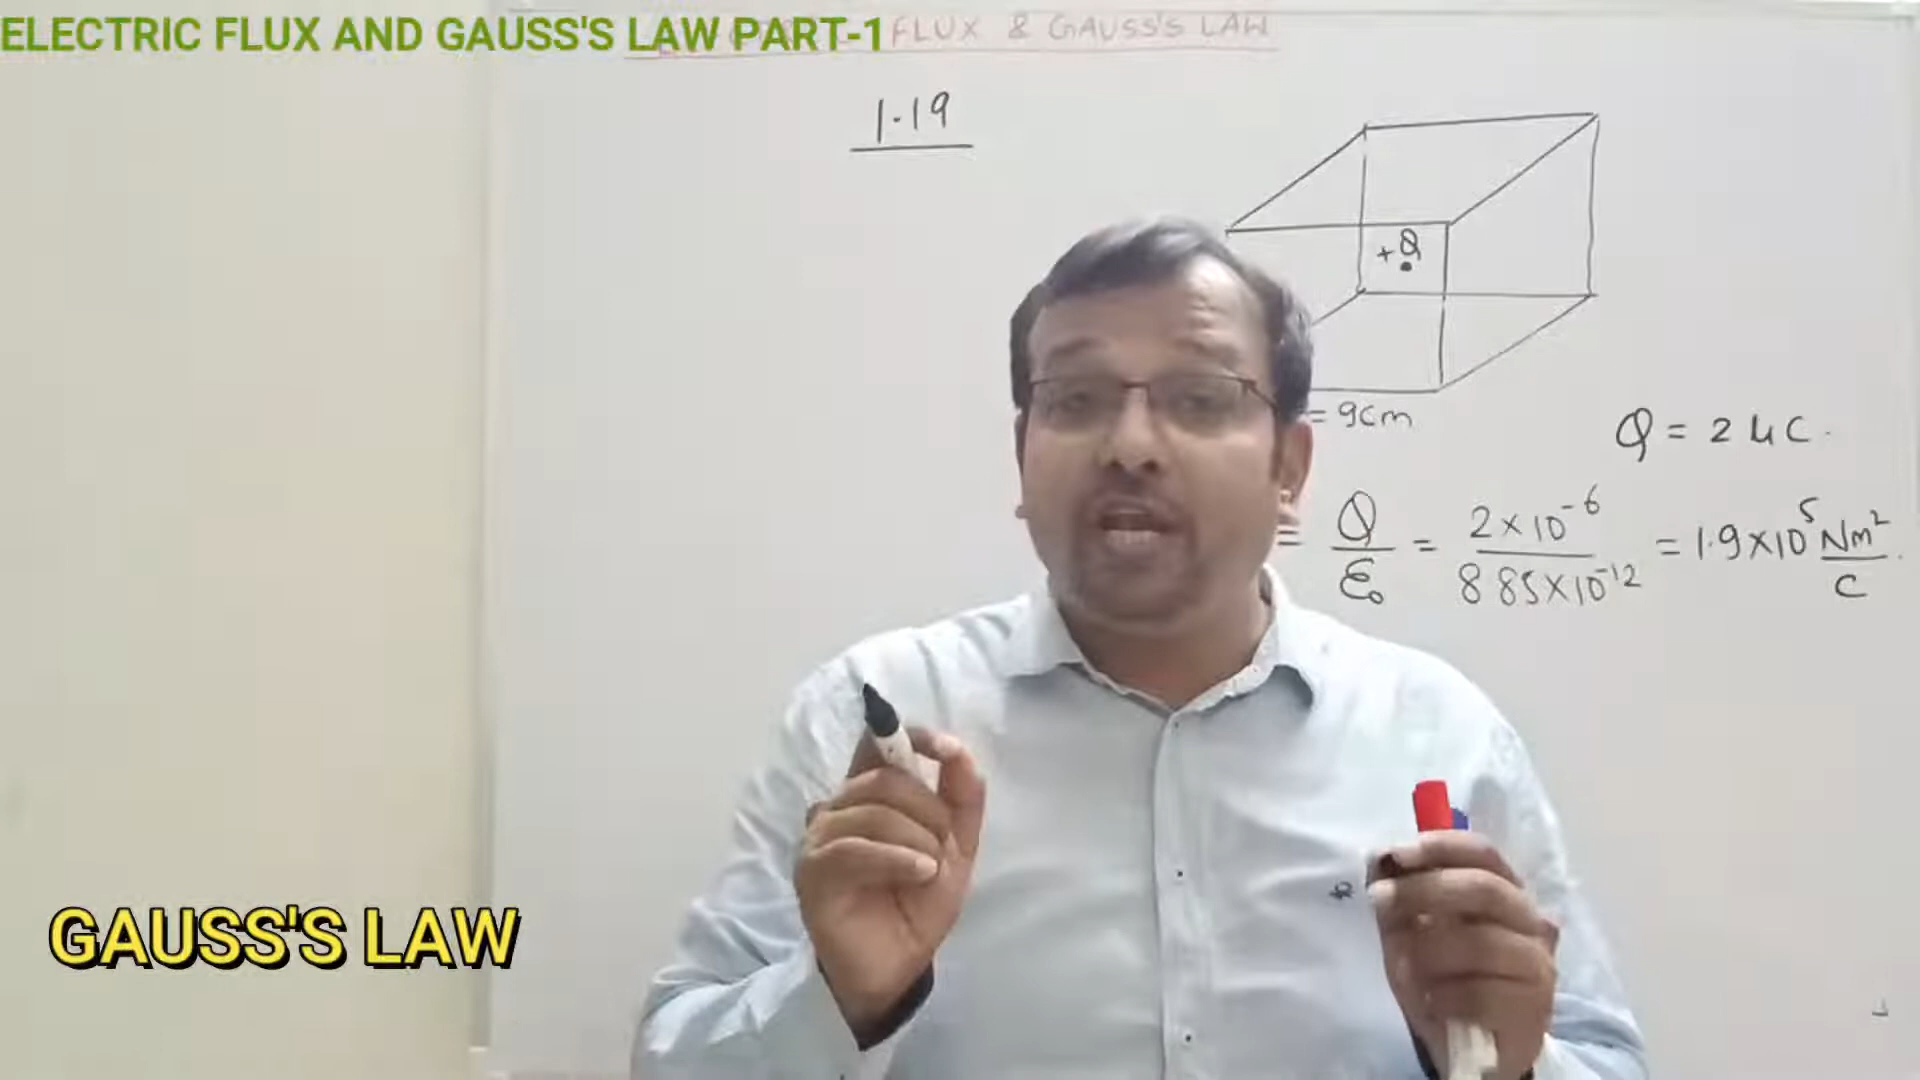 ELECTRIC FLUX AND GAUSS'S LAW PART-1
FLUX & GAUSS'S LAW
1.19
+Q
= 9cm
Q = 2 μC.
= Q/ε₀ = 2×10⁻⁶/8 85×10⁻¹² = 1.9×10⁵ Nm²/C.
GAUSS'S LAW